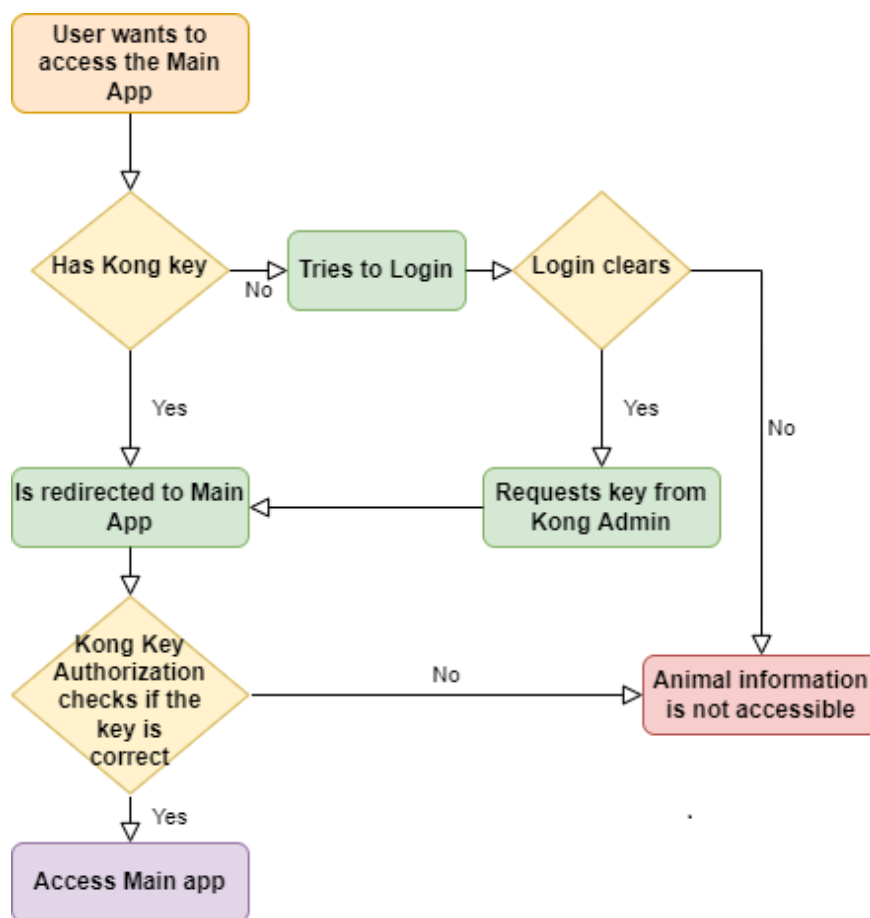 User wants to
access the Main
App
Has Kong key
No
Tries to Login
Login clears
Yes
Yes
No
Is redirected to Main
App
Requests key from
Kong Admin
Kong Key
Authorization
checks if the
key is
correct
No
Animal information
is not accessible
Yes
.
Access Main app